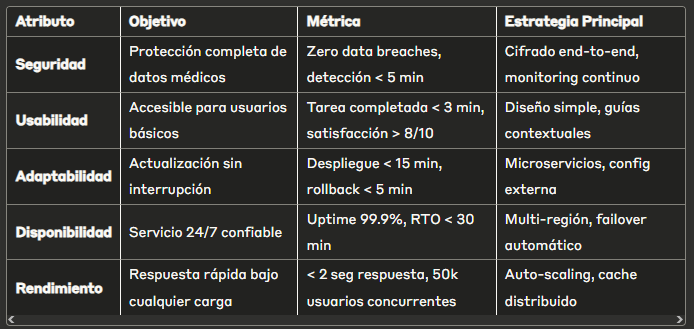 Atributo Objetivo Métrica Estrategia Principal
Seguridad Protección completa de datos médicos Zero data breaches, detección < 5 min Cifrado end-to-end, monitoring continuo
Usabilidad Accesible para usuarios básicos Tarea completada < 3 min, satisfacción > 8/10 Diseño simple, guías contextuales
Adaptabilidad Actualización sin interrupción Despliegue < 15 min, rollback < 5 min Microservicios, config externa
Disponibilidad Servicio 24/7 confiable Uptime 99.9%, RTO < 30 min Multi-región, failover automático
Rendimiento Respuesta rápida bajo cualquier carga < 2 seg respuesta, 50k usuarios concurrentes Auto-scaling, cache distribuido